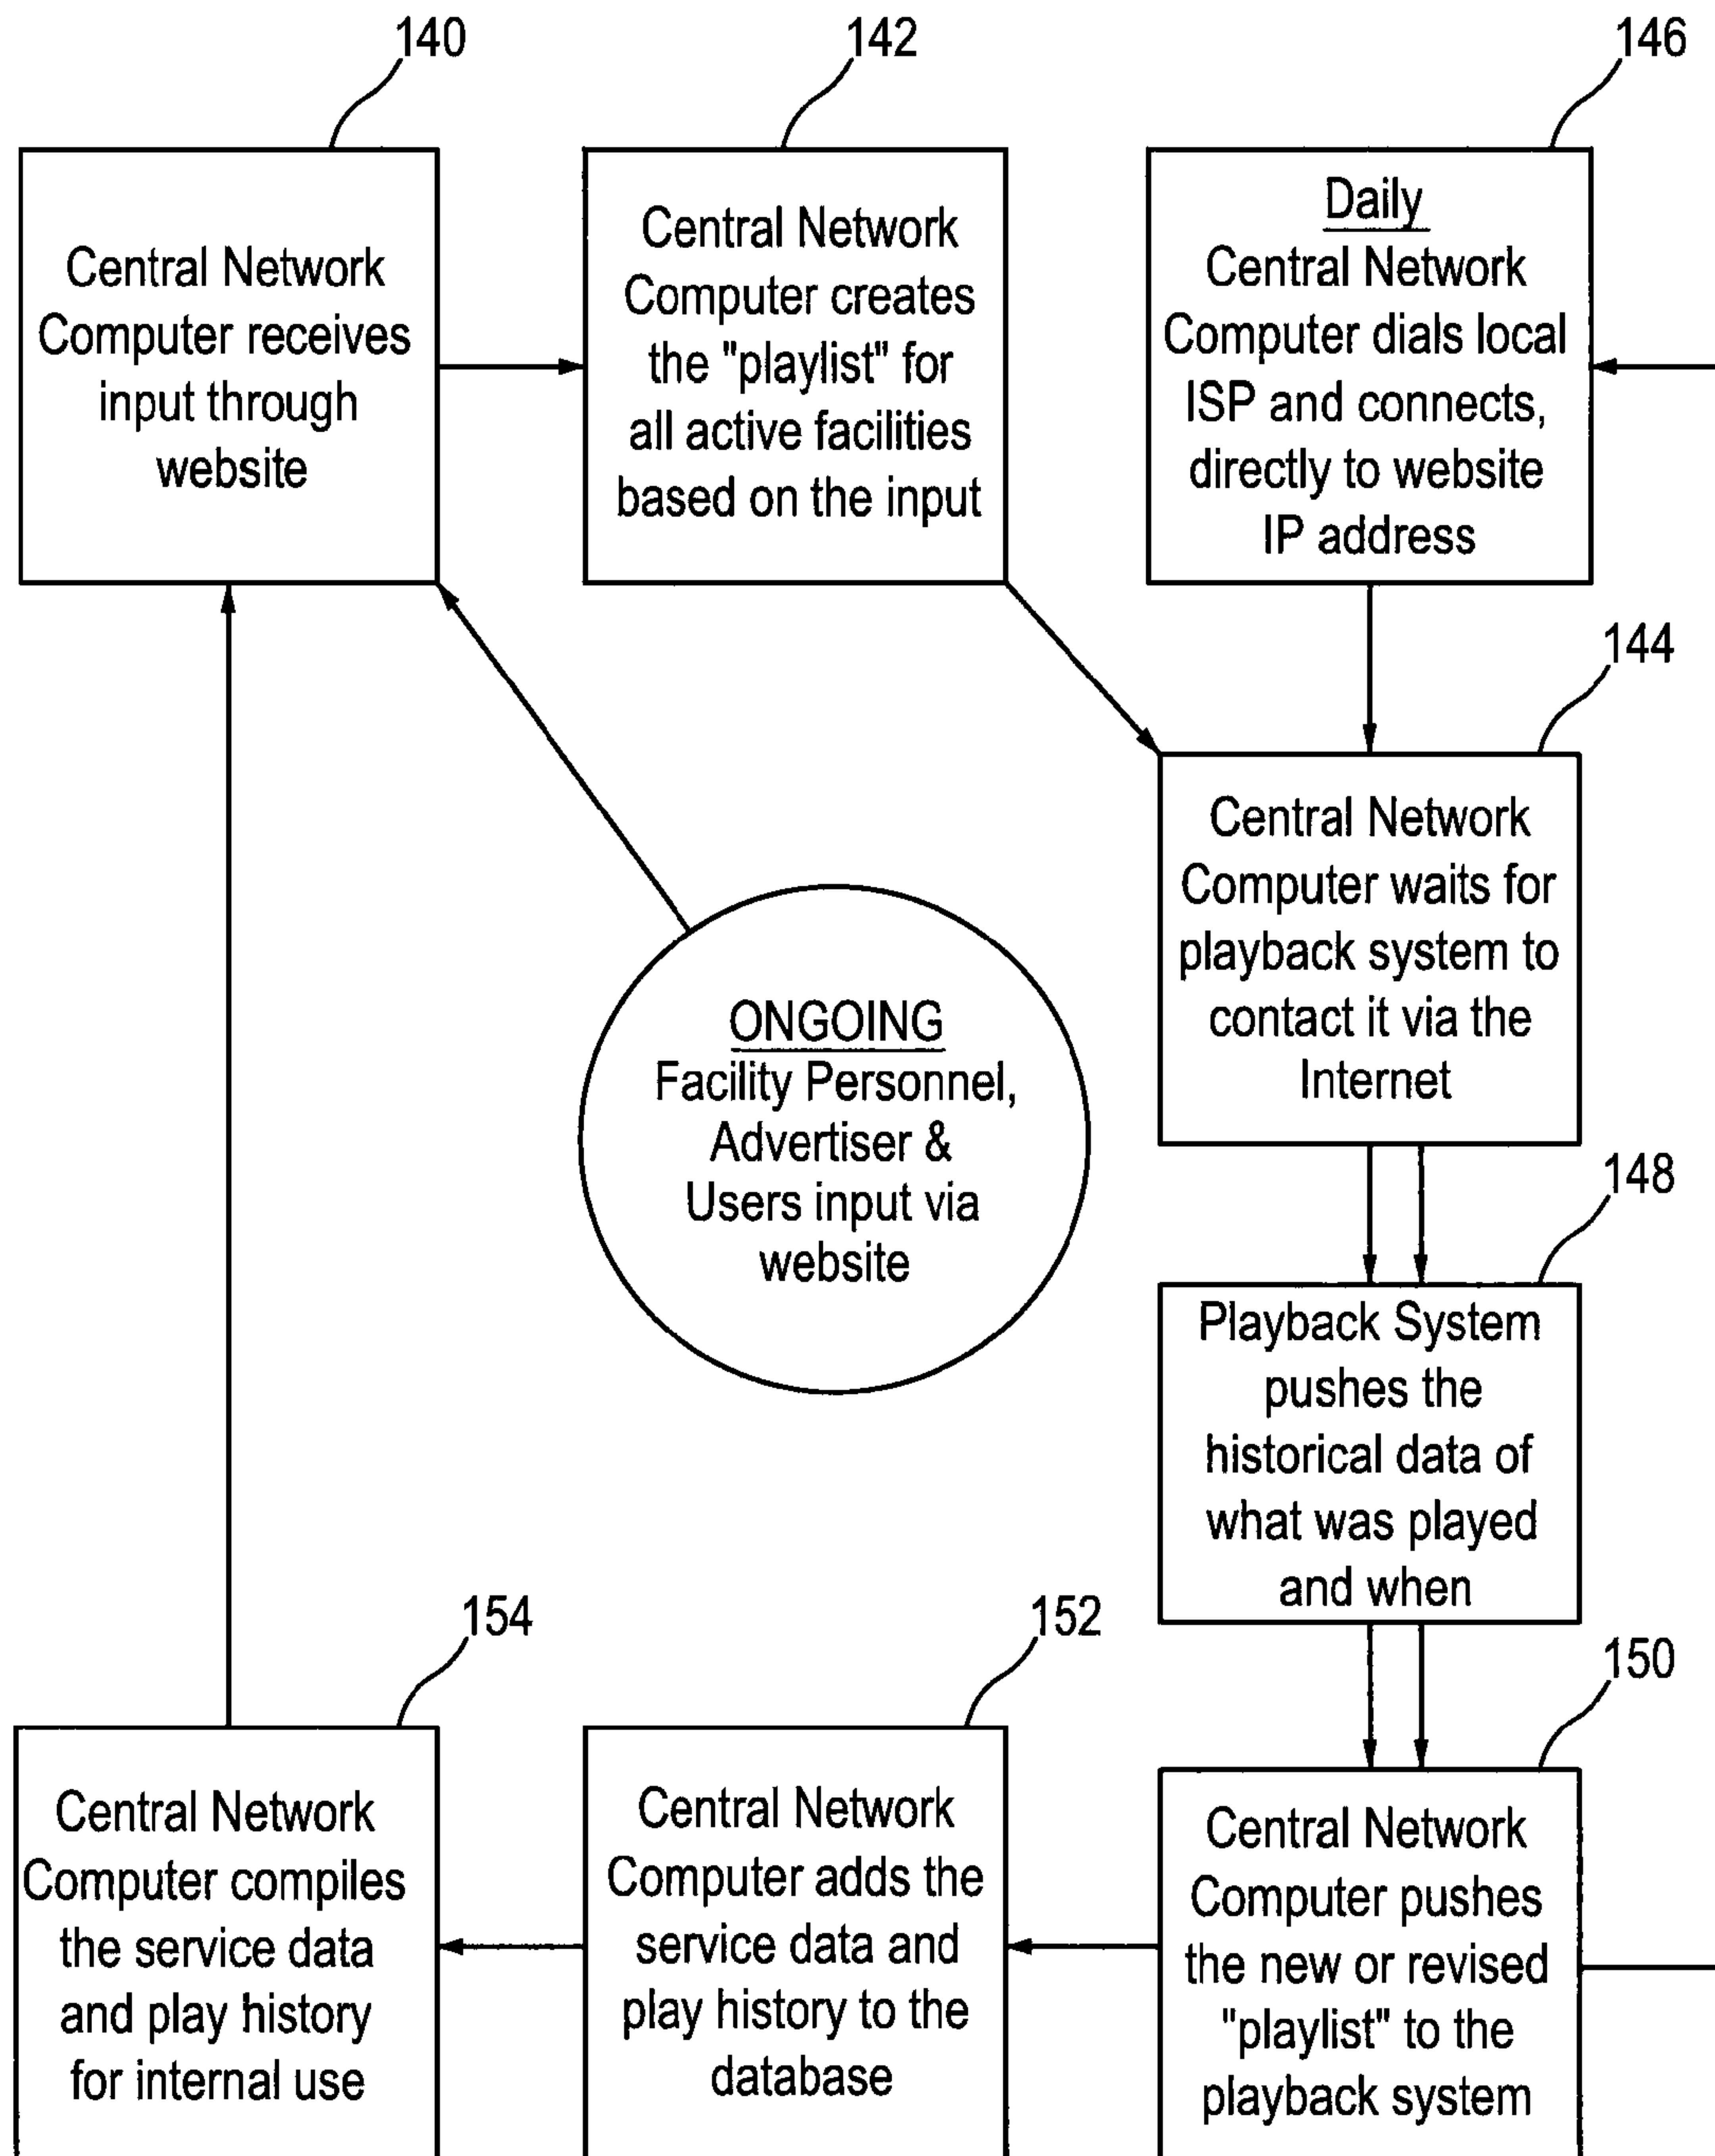 140
142
146
Central Network
Computer receives
input through
website
Central Network
Computer creates
the "playlist" for
all active facilities
based on the input
Daily
Central Network
Computer dials local
ISP and connects,
directly to website
IP address
144
Central Network
Computer waits for
playback system to
contact it via the
Internet
ONGOING
Facility Personnel,
Advertiser &
Users input via
website
148
Playback System
pushes the
historical data of
what was played
and when
154
152
150
Central Network
Computer compiles
the service data
and play history
for internal use
Central Network
Computer adds the
service data and
play history to the
database
Central Network
Computer pushes
the new or revised
"playlist" to the
playback system